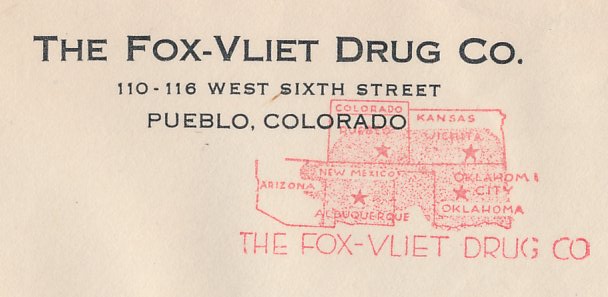 THE FOX-VLIET DRUG CO.
110-116 WEST SIXTH STREET
PUEBLO, COLORADO
COLORADO
KANSAS
PUEBLO
WICHITA
NEW MEXICO
OKLAHOMA
CITY
ARIZONA
ALBUQUERQUE
OKLAHOMA
THE FOX-VLIET DRUG CO